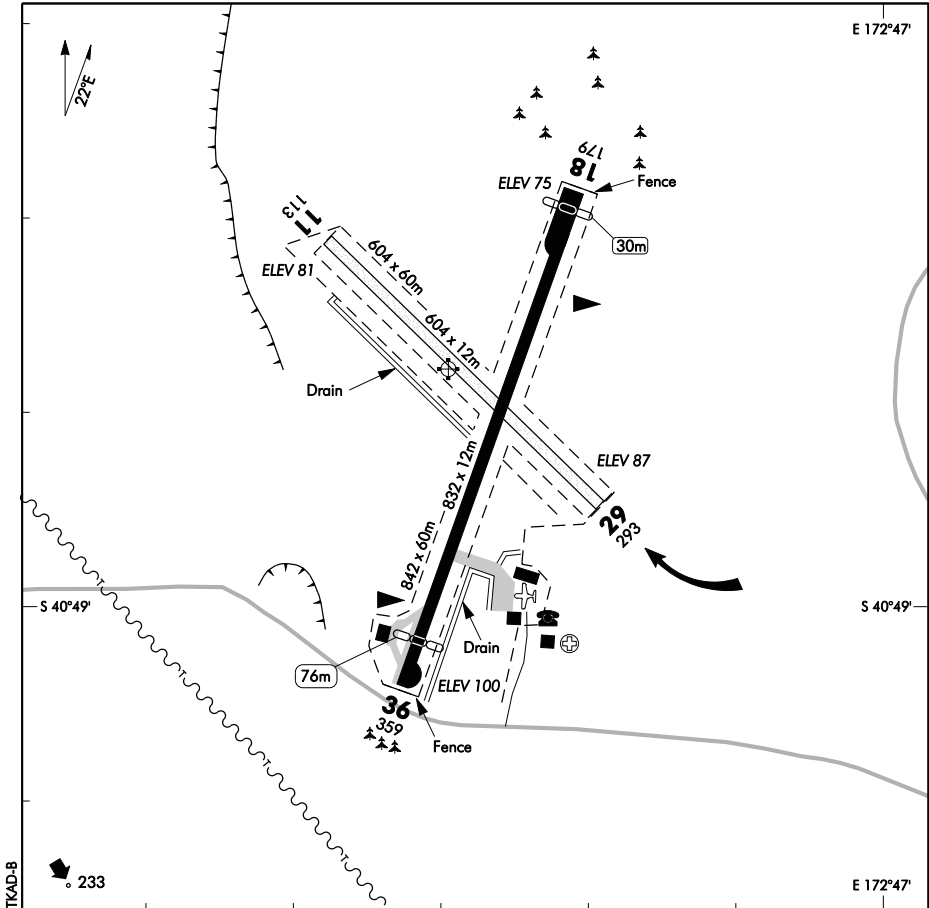 E 172°47'
22°E
179
18
Fence
ELEV 75
30m
113
11
ELEV 81
604 x 60m
604 x 12m
Drain
832 x 12m
ELEV 87
29
293
842 x 60m
S 40°49'
S 40°49'
Drain
76m
ELEV 100
36
359
Fence
TKAD-B
233
E 172°47'
T
T
T
T